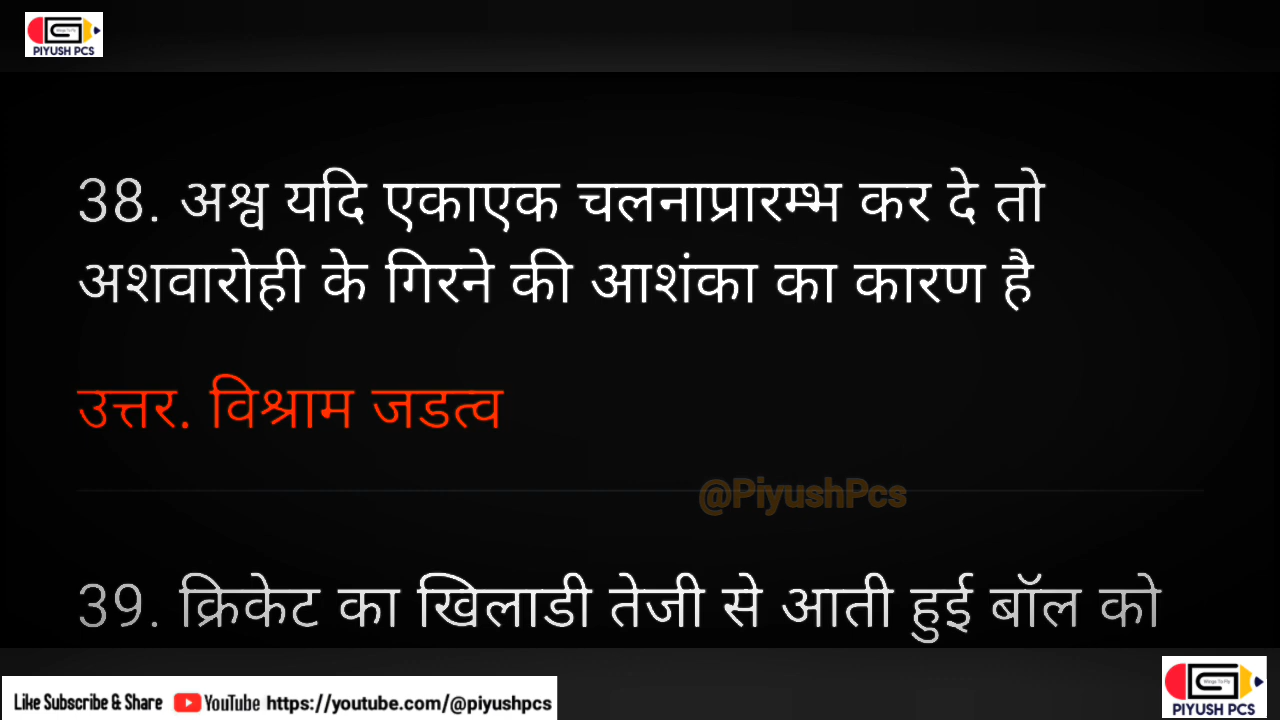 PIYUSH PCS
38. अश्व यदि एकाएक चलनाप्रारम्भ कर दे तो
अशवारोही के गिरने की आशंका का कारण है
उत्तर. विश्राम जडत्व
@PiyushPcs
39. क्रिकेट का खिलाडी तेजी से आती हुई बॉल को
Like Subscribe & Share YouTube https://youtube.com/@piyushpcs
PIYUSH PCS